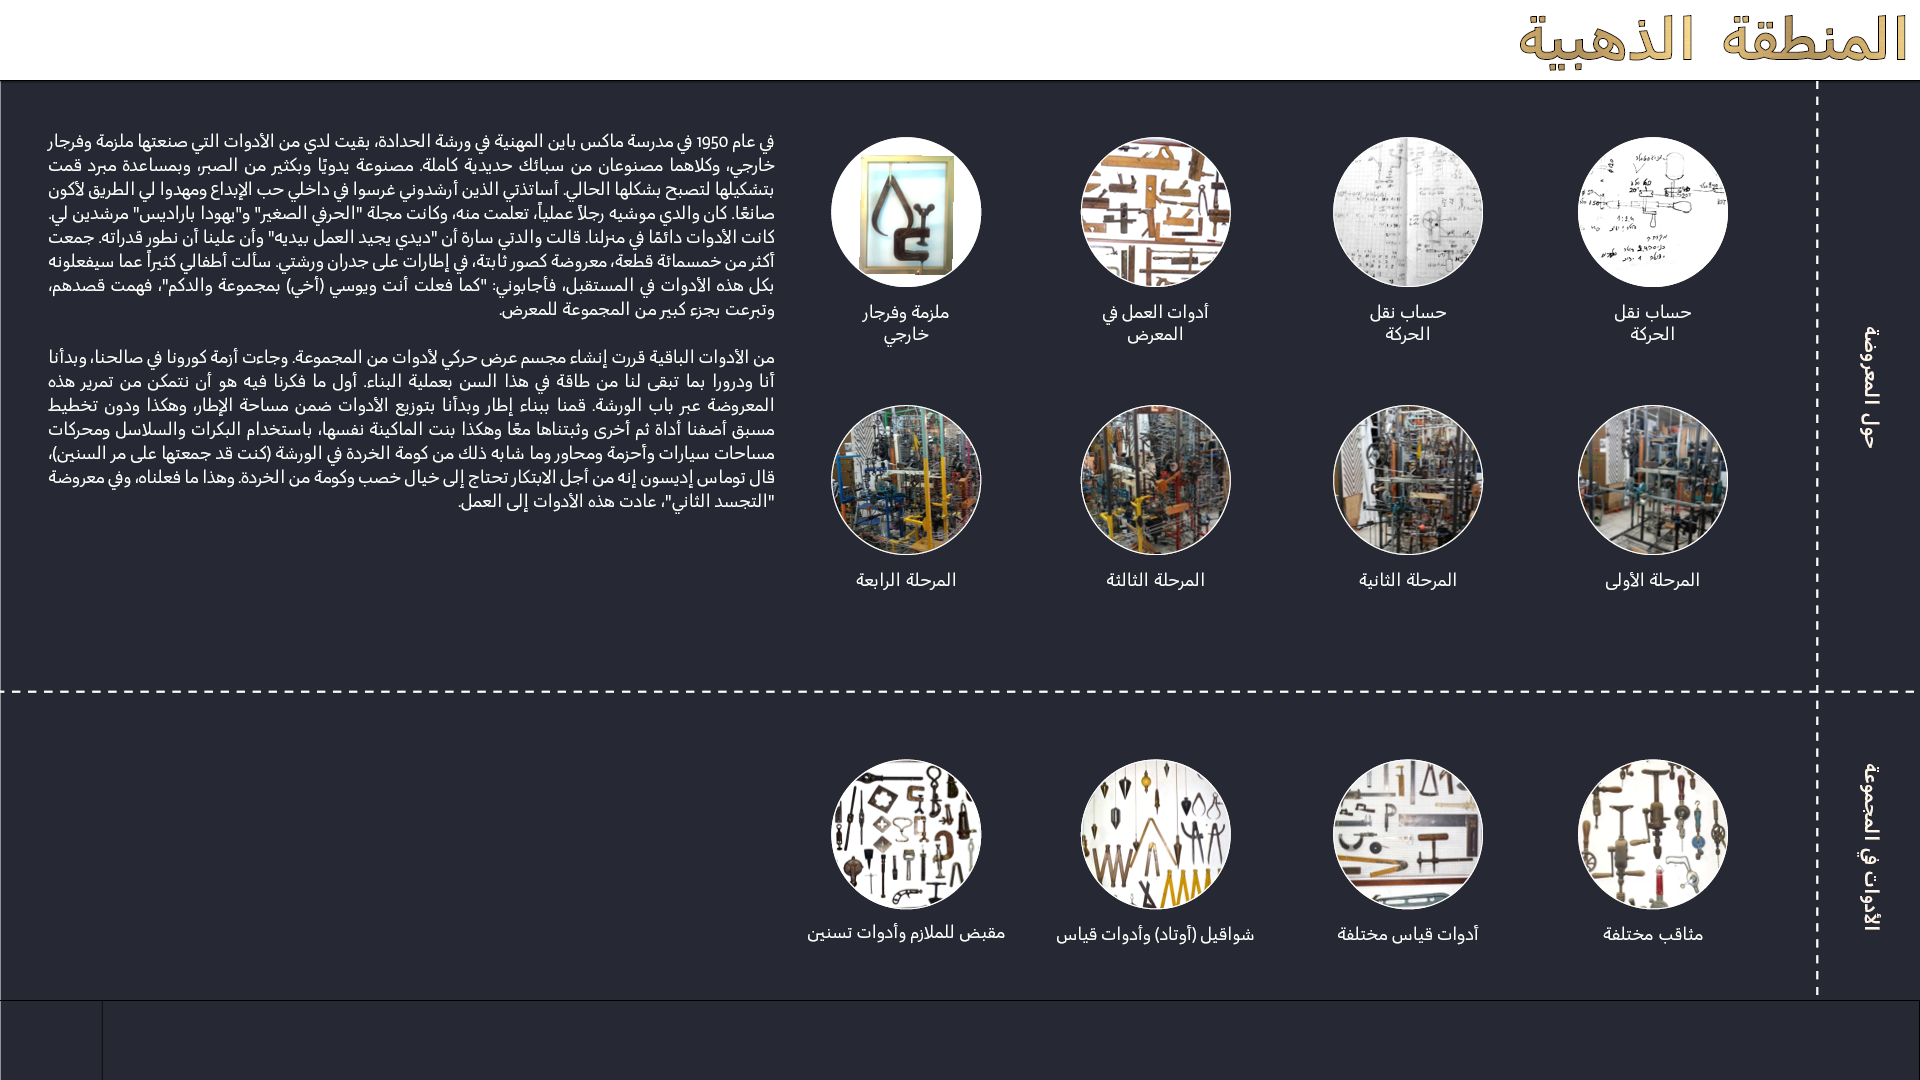 المنطقة الذهبية
حول المعروضة
حساب نقل
الحركة
حساب نقل
الحركة
أدوات العمل في
المعرض
ملزمة وفرجار
خارجي
المرحلة الأولى
المرحلة الثانية
المرحلة الثالثة
المرحلة الرابعة
في عام 1950 في مدرسة ماكس باين المهنية في ورشة الحدادة، بقيت لدي من الأدوات التي صنعتها ملزمة وفرجار
خارجي، وكلاهما مصنوعان من سبائك حديدية كاملة. مصنوعة يدويًا وبكثير من الصبر، وبمساعدة مبرد قمت
بتشكيلها لتصبح بشكلها الحالي. أساتذتي الذين أرشدوني غرسوا في داخلي حب الإبداع ومهدوا لي الطريق لأكون
صانعًا. كان والدي موشيه رجلاً عملياً، تعلمت منه، وكانت مجلة "الحرفي الصغير" و"يهودا باراديس" مرشدين لي.
كانت الأدوات دائمًا في منزلنا. قالت والدتي سارة أن "ديدي يجيد العمل بيديه" وأن علينا أن نطور قدراته. جمعت
أكثر من خمسمائة قطعة، معروضة كصور ثابتة، في إطارات على جدران ورشتي. سألت أطفالي كثيراً عما سيفعلونه
بكل هذه الأدوات في المستقبل، فأجابوني: "كما فعلت أنت ويوسي (أخي) بمجموعة والدكم"، فهمت قصدهم،
وتبرعت بجزء كبير من المجموعة للمعرض.
من الأدوات الباقية قررت إنشاء مجسم عرض حركي لأدوات من المجموعة. وجاءت أزمة كورونا في صالحنا، وبدأنا
أنا ودرورا بما تبقى لنا من طاقة في هذا السن بعملية البناء. أول ما فكرنا فيه هو أن نتمكن من تمرير هذه
المعروضة عبر باب الورشة. قمنا ببناء إطار وبدأنا بتوزيع الأدوات ضمن مساحة الإطار، وهكذا ودون تخطيط
مسبق أضفنا أداة ثم أخرى وثبتناها معًا وهكذا بنت الماكينة نفسها، باستخدام البكرات والسلاسل ومحركات
مساحات سيارات وأحزمة ومحاور وما شابه ذلك من كومة الخردة في الورشة (كنت قد جمعتها على مر السنين)،
قال توماس إديسون إنه من أجل الابتكار تحتاج إلى خيال خصب وكومة من الخردة. وهذا ما فعلناه، وفي معروضة
"التجسد الثاني"، عادت هذه الأدوات إلى العمل.
الأدوات في المجموعة
مثاقب مختلفة
أدوات قياس مختلفة
شواقيل (أوتاد) وأدوات قياس
مقبض للملازم وأدوات تسنين